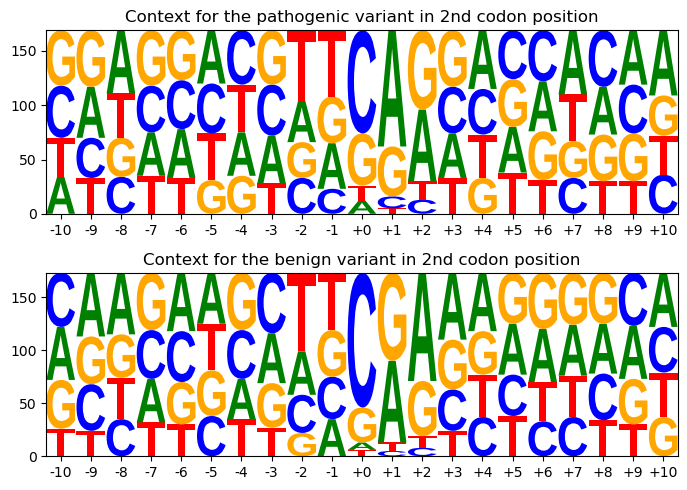 Context for the pathogenic variant in 2nd codon position
150
100
50
0
G G A G G A C G T T C A G G A C C A C A A
C A T C C C T C A G G G A C C G A T A C G
T C G A A T A A G A T C T A T A G G G G T
A T C T T G G T C C A T C T G T T C T T C
-10 -9 -8 -7 -6 -5 -4 -3 -2 -1 +0 +1 +2 +3 +4 +5 +6 +7 +8 +9 +10
Context for the benign variant in 2nd codon position
150
100
50
0
C A A G A A G C T T C G A A A G G G G C A
A G G C C T C A A G G A G G G A A A A A C
G C T A G G A G C C A T T C T C T T C G T
T T C T T C T T G A T C C T C T C C T T G
-10 -9 -8 -7 -6 -5 -4 -3 -2 -1 +0 +1 +2 +3 +4 +5 +6 +7 +8 +9 +10